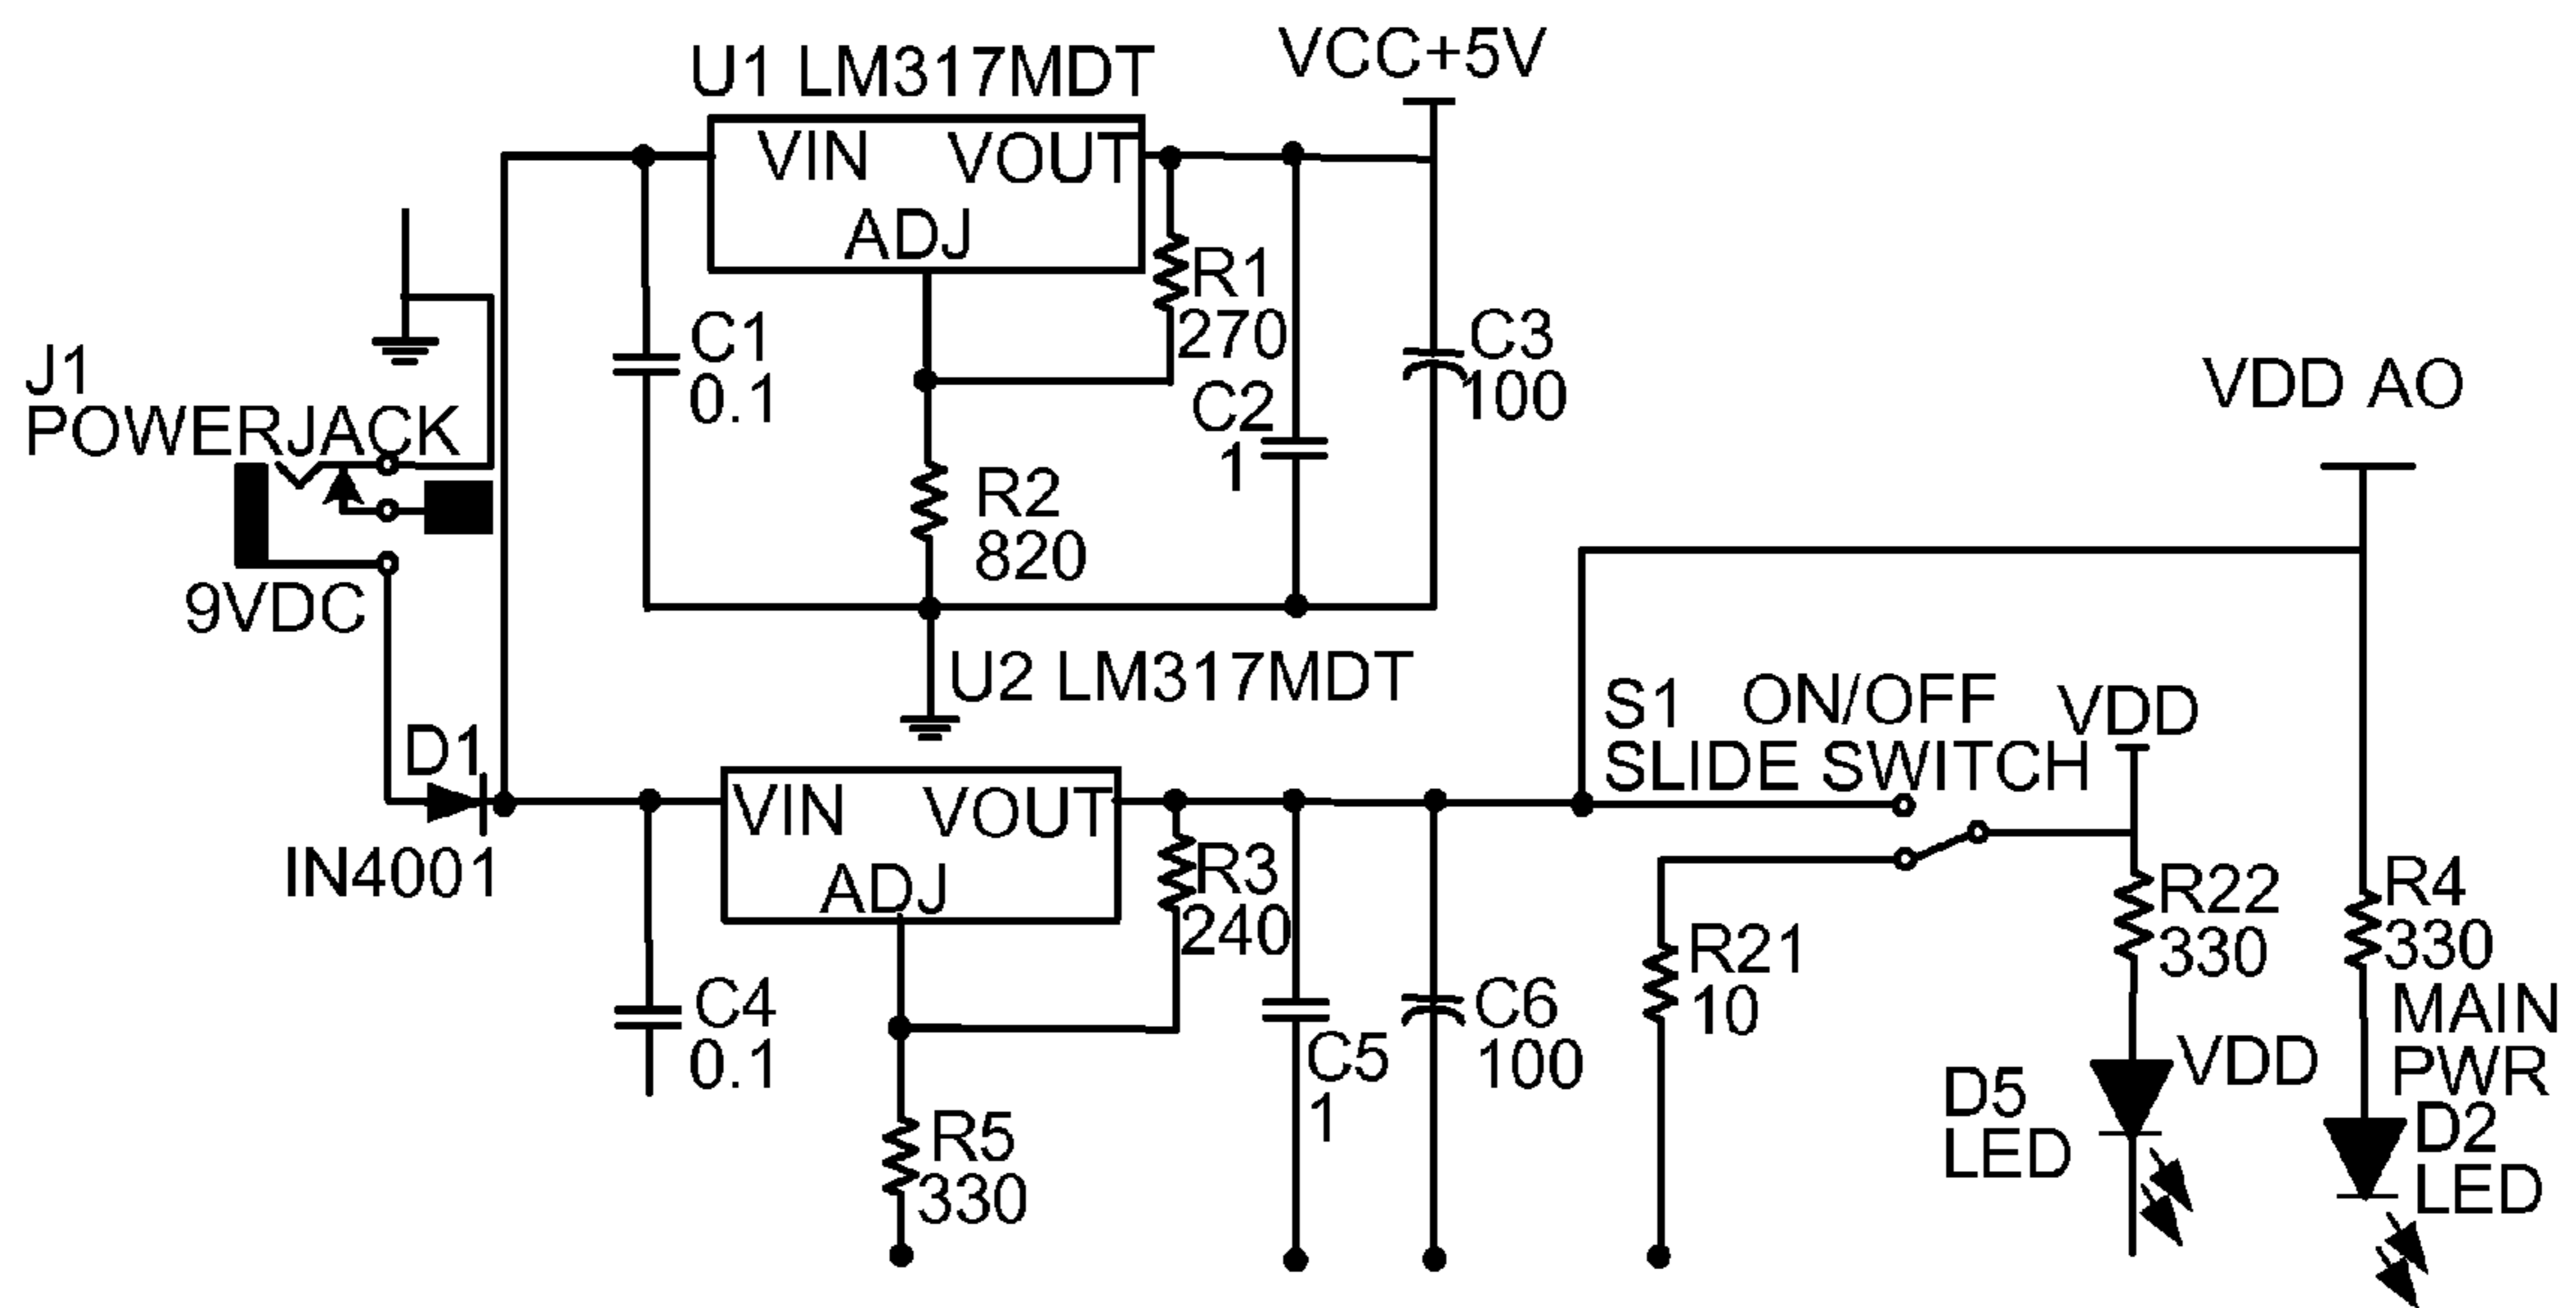 U1 LM317MDT
VCC+5V
VIN
VOUT
ADJ
R1
270
C1
0.1
C3
100
C2
1
J1
POWERJACK
9VDC
R2
820
VDD AO
U2 LM317MDT
D1
IN4001
S1 ON/OFF
SLIDE SWITCH
VDD
VIN
VOUT
ADJ
R3
240
C4
0.1
R5
330
C5
1
C6
100
R21
10
R22
330
R4
330
MAIN
PWR
VDD
D5
LED
D2
LED